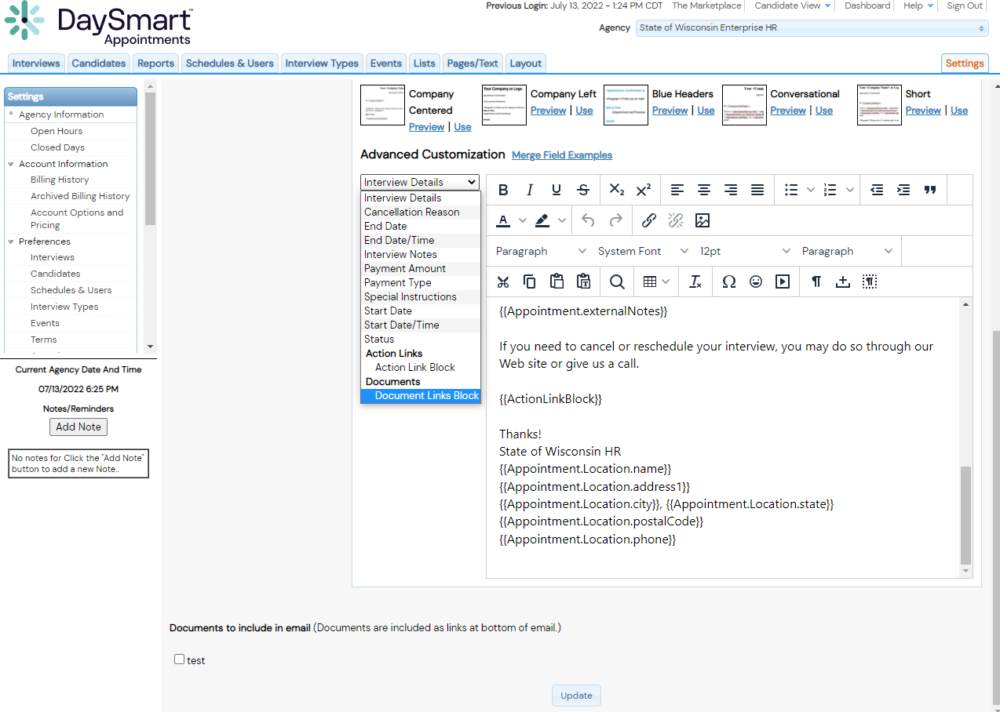 DaySmart™
Appointments
Previous Login: July 13, 2022 - 1:24 PM CDT The Marketplace Candidate View Dashboard Help Sign Out
Agency State of Wisconsin Enterprise HR
Interviews Candidates Reports Schedules & Users Interview Types Events Lists Pages/Text Layout Settings
Settings
Agency Information
Open Hours
Closed Days
Account Information
Billing History
Archived Billing History
Account Options and
Pricing
Preferences
Interviews
Candidates
Schedules & Users
Interview Types
Events
Terms
Current Agency Date And Time
07/13/2022 6:25 PM
Notes/Reminders
Add Note
No notes for Click the "Add Note"
button to add a new Note..
Company
Centered
Preview | Use
Your Company or Logo
Company Left
Preview | Use
Blue Headers
Preview | Use
Conversational
Preview | Use
Short
Preview | Use
Advanced Customization Merge Field Examples
Interview Details
Interview Details
Cancellation Reason
End Date
End Date/Time
Interview Notes
Payment Amount
Payment Type
Special Instructions
Start Date
Start Date/Time
Status
Action Links
Action Link Block
Documents
Document Links Block
B I U S X₂ X²
A
Paragraph System Font 12pt Paragraph
{{Appointment.externalNotes}}
If you need to cancel or reschedule your interview, you may do so through our
Web site or give us a call.
{{ActionLinkBlock}}
Thanks!
State of Wisconsin HR
{{Appointment.Location.name}}
{{Appointment.Location.address1}}
{{Appointment.Location.city}}, {{Appointment.Location.state}}
{{Appointment.Location.postalCode}}
{{Appointment.Location.phone}}
Documents to include in email (Documents are included as links at bottom of email.)
test
Update